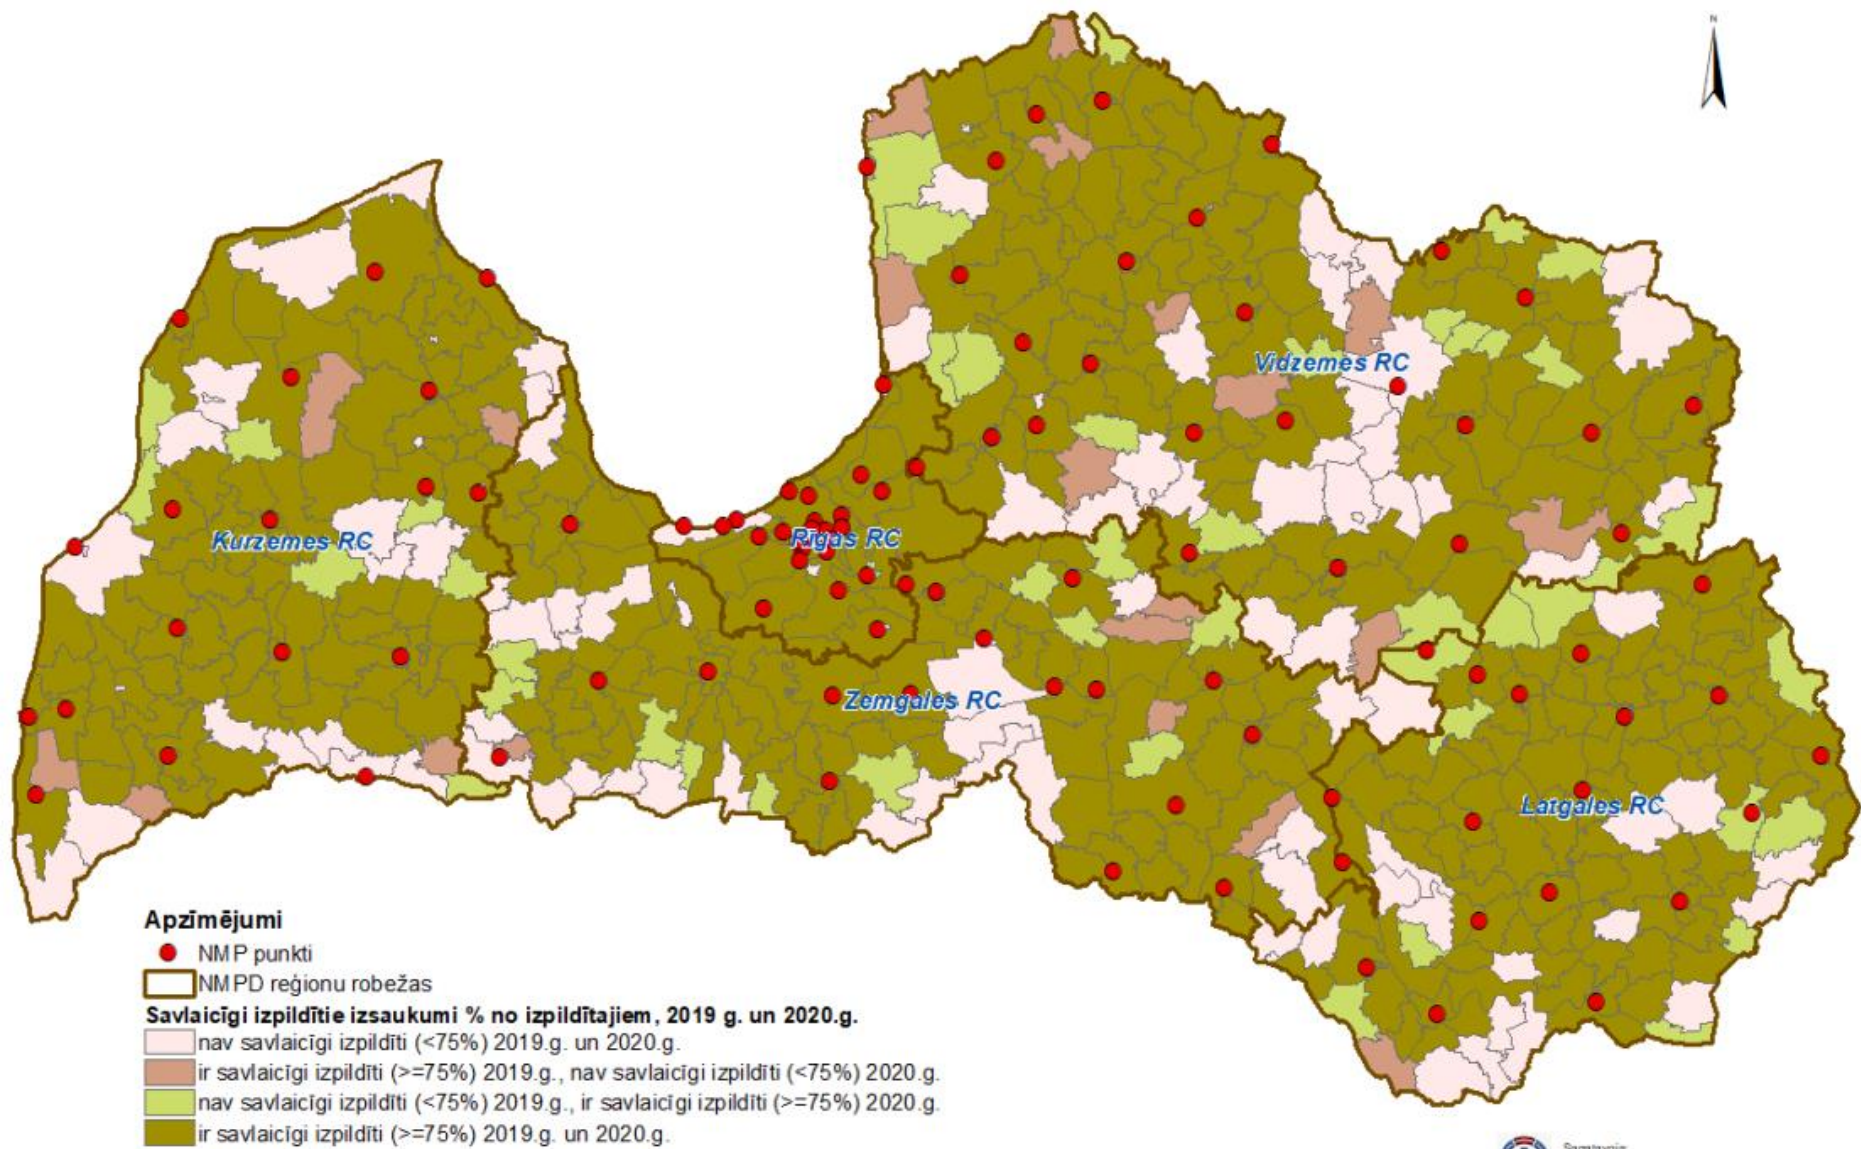 N
Vidzemes RC
Kurzemes RC
Rīgas RC
Zemgales RC
Latgales RC
Apzīmējumi
NMP punkti
NMPD reģionu robežas
Savlaicīgi izpildītie izsaukumi % no izpildītajiem, 2019 g. un 2020.g.
nav savlaicīgi izpildīti (<75%) 2019.g. un 2020.g.
ir savlaicīgi izpildīti (>=75%) 2019.g., nav savlaicīgi izpildīti (<75%) 2020.g.
nav savlaicīgi izpildīti (<75%) 2019.g., ir savlaicīgi izpildīti (>=75%) 2020.g.
ir savlaicīgi izpildīti (>=75%) 2019.g. un 2020.g.